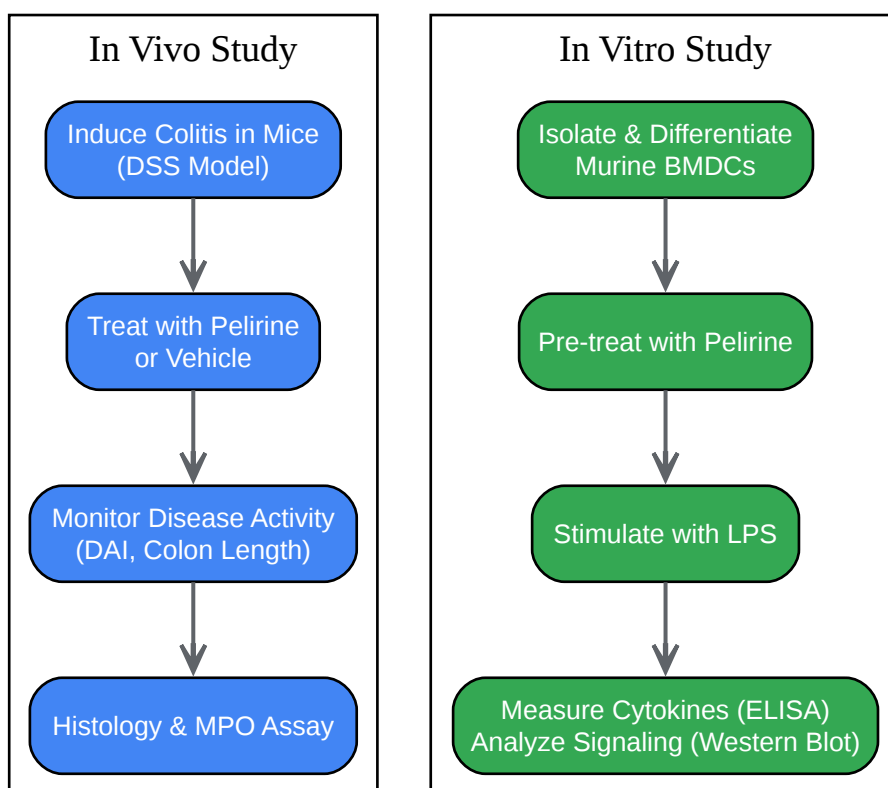 In Vivo Study
Induce Colitis in Mice
(DSS Model)
Treat with Pelirine
or Vehicle
Monitor Disease Activity
(DAI, Colon Length)
Histology & MPO Assay
In Vitro Study
Isolate & Differentiate
Murine BMDCs
Pre-treat with Pelirine
Stimulate with LPS
Measure Cytokines (ELISA)
Analyze Signaling (Western Blot)